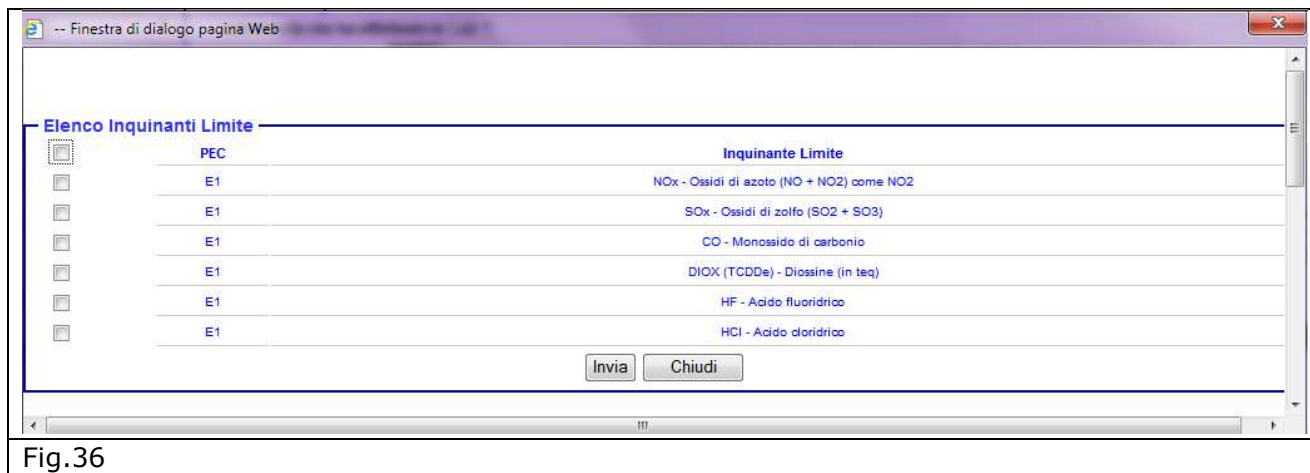 -- Finestra di dialogo pagina Web
Elenco Inquinanti Limite
PEC Inquinante Limite
E1 NOx - Ossidi di azoto (NO + NO2) come NO2
E1 SOx - Ossidi di zolfo (SO2 + SO3)
E1 CO - Monossido di carbonio
E1 DIOX (TCDDe) - Diossine (in teq)
E1 HF - Acido fluoridrico
E1 HCl - Acido cloridrico
Invia Chiudi
Fig.36